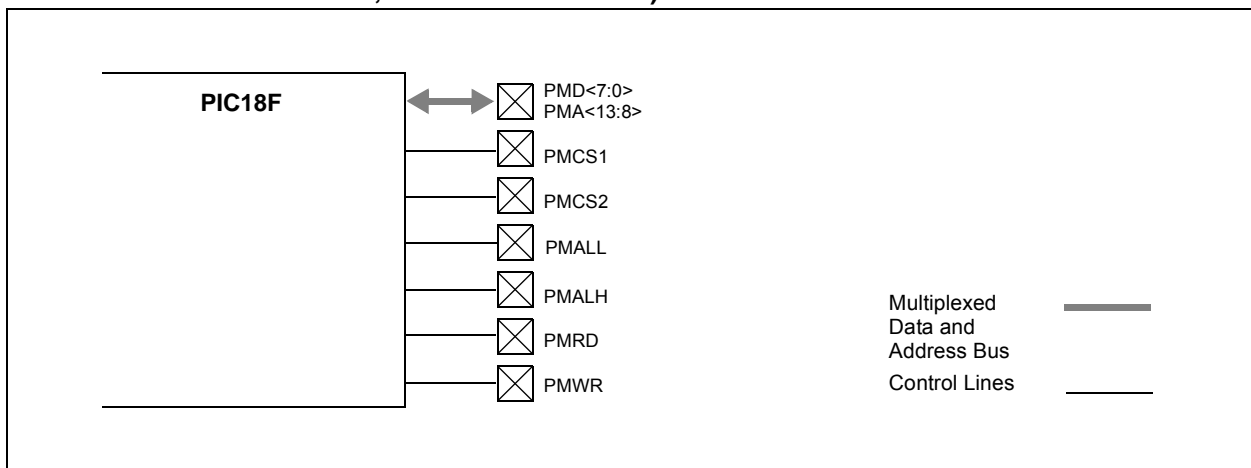 PIC18F
PMD<7:0>
PMA<13:8>
PMCS1
PMCS2
PMALL
PMALH
PMRD
PMWR
Multiplexed
Data and
Address Bus
Control Lines